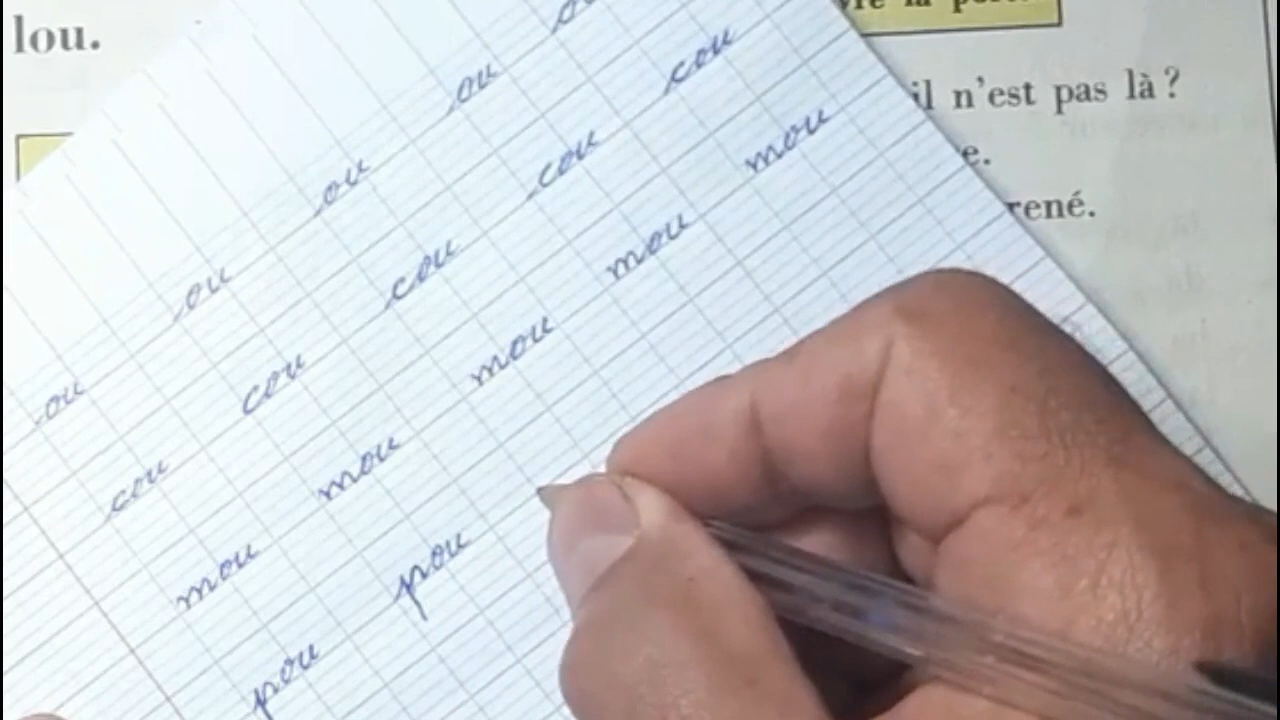 lou.
il n'est pas là ?
e.
rené.
ou ou ou ou
cou cou cou cou cou
mou mou mou mou mou
pou pou